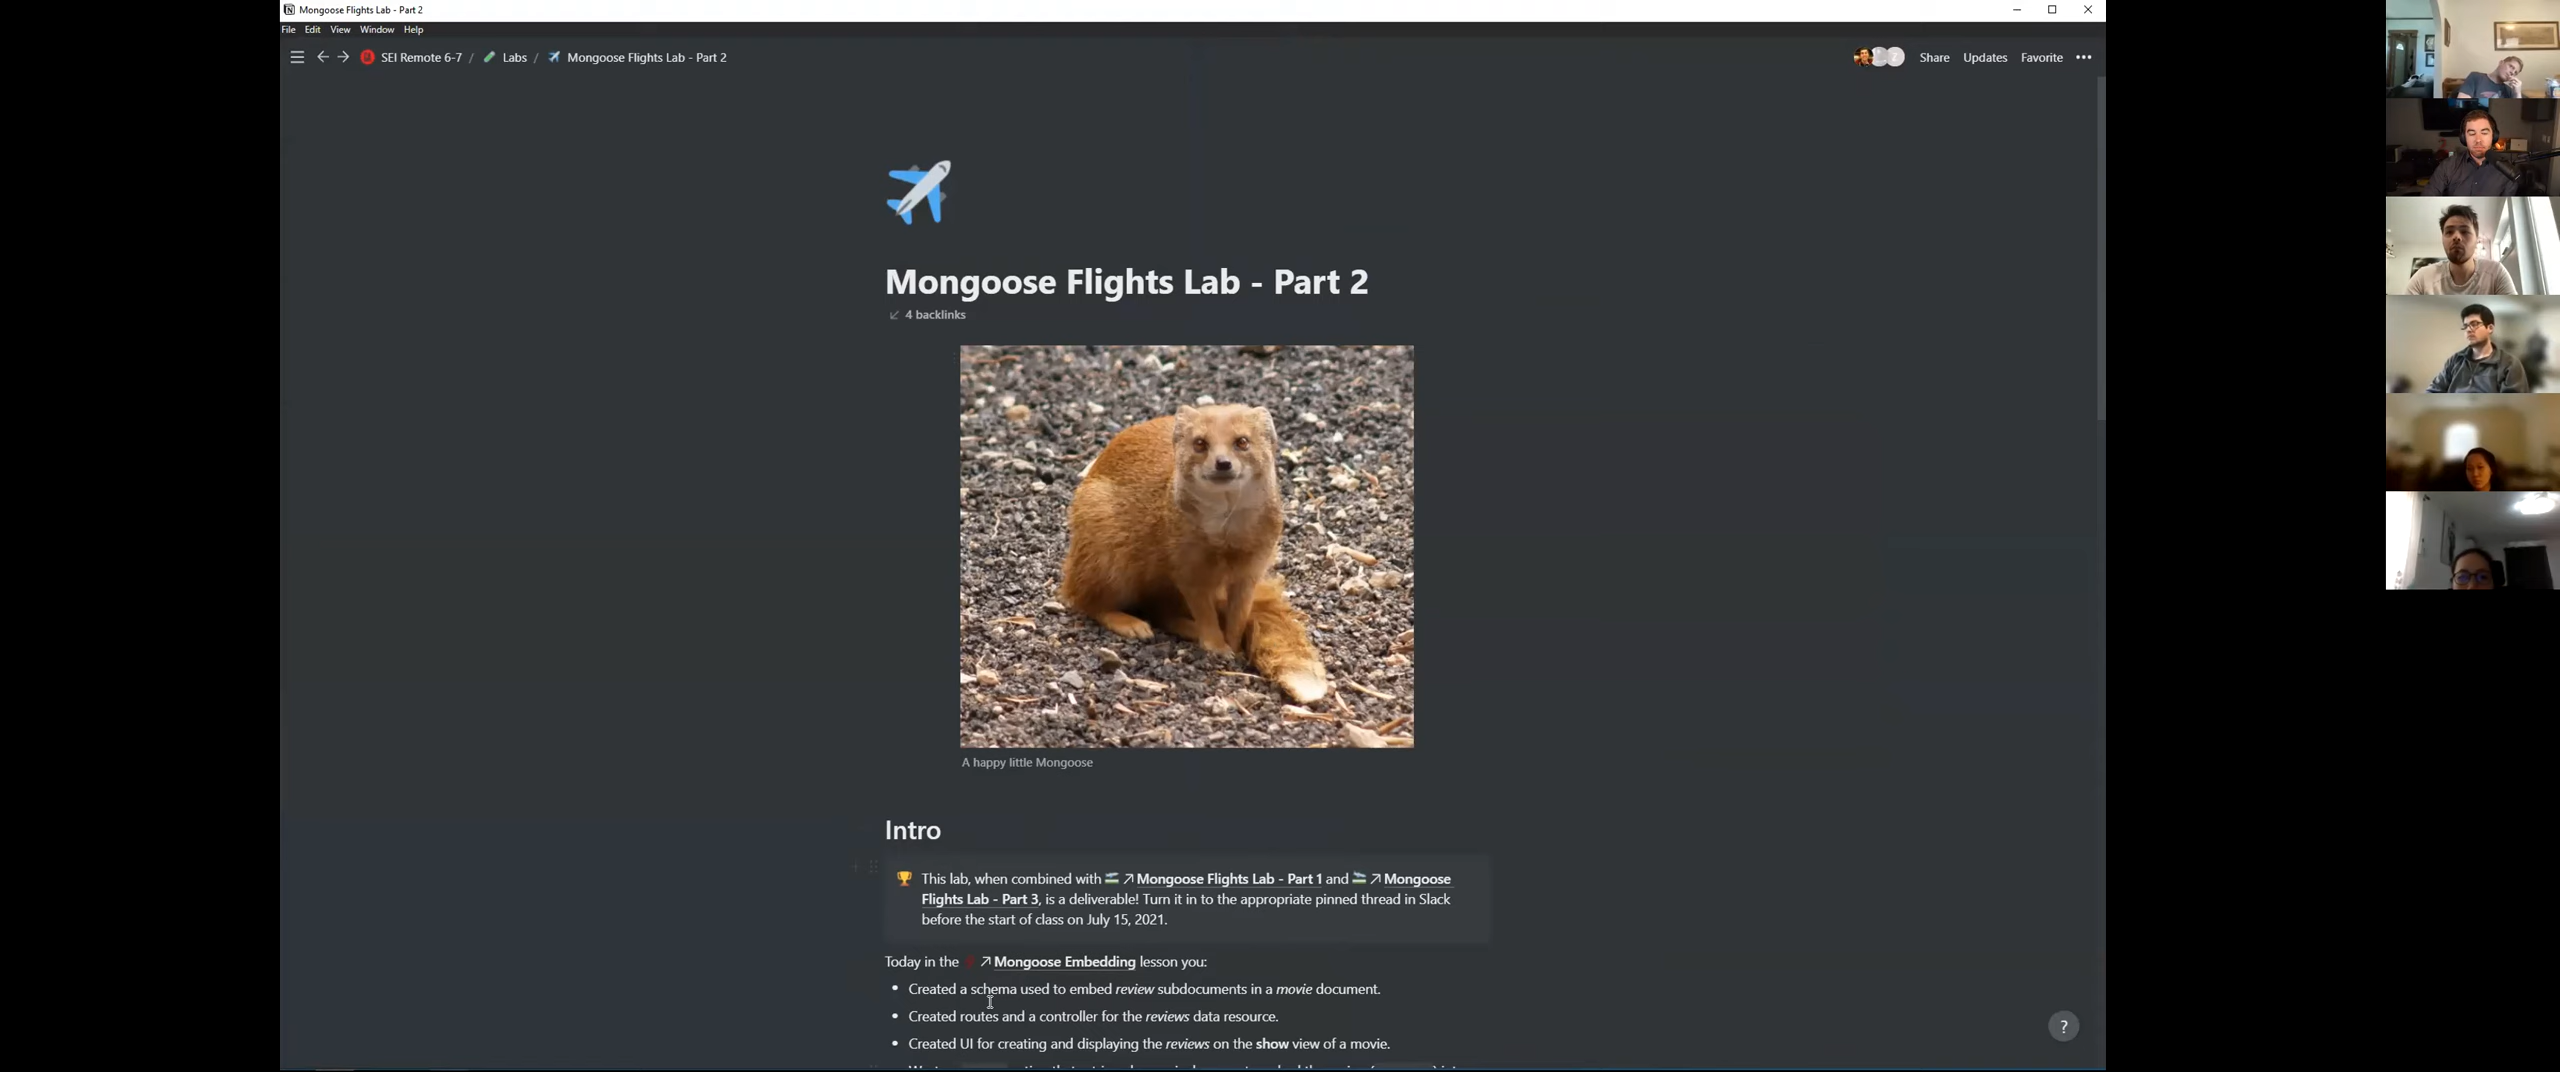 Mongoose Flights Lab - Part 2
File Edit View Window Help
SEI Remote 6-7 / Labs / Mongoose Flights Lab - Part 2
Share Updates Favorite
Mongoose Flights Lab - Part 2
4 backlinks
A happy little Mongoose
Intro
This lab, when combined with Mongoose Flights Lab - Part 1 and Mongoose
Flights Lab - Part 3, is a deliverable! Turn it in to the appropriate pinned thread in Slack
before the start of class on July 15, 2021.
Today in the Mongoose Embedding lesson you:
• Created a schema used to embed review subdocuments in a movie document.
• Created routes and a controller for the reviews data resource.
• Created UI for creating and displaying the reviews on the show view of a movie.
?